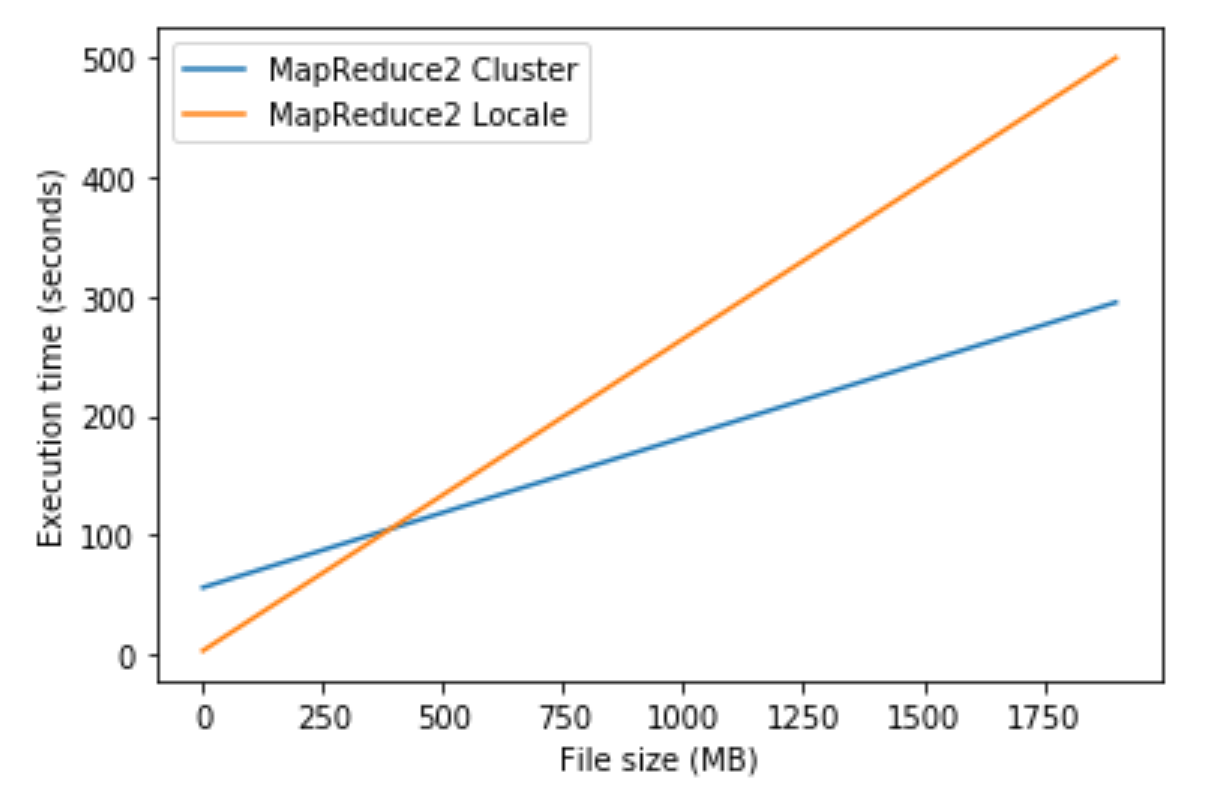 500
MapReduce2 Cluster
MapReduce2 Locale
400
300
200
100
0
Execution time (seconds)
0 250 500 750 1000 1250 1500 1750
File size (MB)